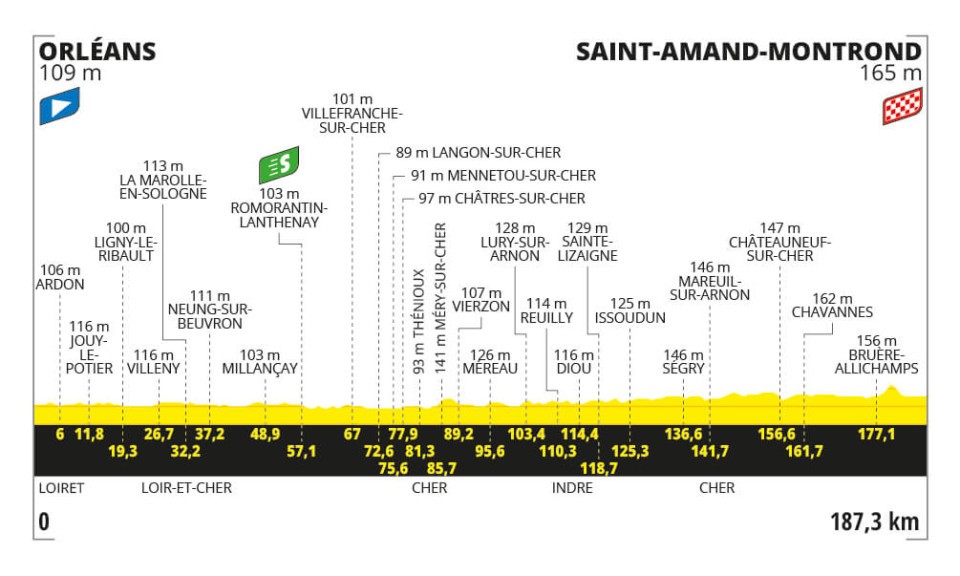 ORLÉANS
109 m
SAINT-AMAND-MONTROND
165 m
S
106 m
ARDON
116 m
JOUY-
LE-
POTIER
100 m
LIGNY-LE-
RIBAULT
116 m
VILLENY
113 m
LA MAROLLE-
EN-SOLOGNE
111 m
NEUNG-SUR-
BEUVRON
103 m
MILLANÇAY
103 m
ROMORANTIN-
LANTHENAY
101 m
VILLEFRANCHE-
SUR-CHER
89 m LANGON-SUR-CHER
91 m MENNETOU-SUR-CHER
97 m CHÂTRES-SUR-CHER
93 m THÉNIOUX
141 m MÉRY-SUR-CHER
107 m
VIERZON
126 m
MÉREAU
128 m
LURY-SUR-
ARNON
114 m
REUILLY
116 m
DIOU
129 m
SAINTE-
LIZAIGNE
125 m
ISSOUDUN
146 m
SÉGRY
146 m
MAREUIL-
SUR-ARNON
147 m
CHÂTEAUNEUF-
SUR-CHER
162 m
CHAVANNES
156 m
BRUÈRE-
ALLICHAMPS
6 11,8 26,7 37,2 48,9 67 77,9 89,2 103,4 114,4 136,6 156,6 177,1
19,3 32,2 57,1 72,6 81,3 95,6 110,3 125,3 141,7 161,7
75,6 85,7 118,7
LOIRET LOIR-ET-CHER CHER INDRE CHER
0 187,3 km